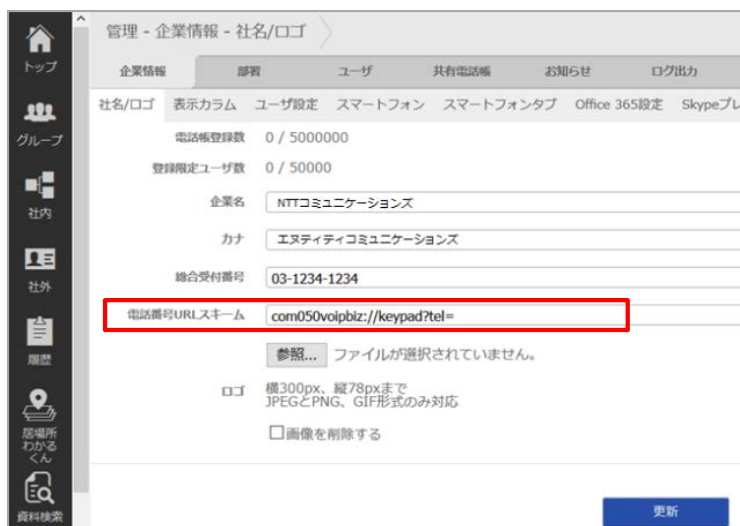 管理 - 企業情報 - 社名/ロゴ
トップ
グループ
社内
社外
履歴
居場所
わかる
くん
資料検索
企業情報 部署 ユーザ 共有電話帳 お知らせ ログ出力
社名/ロゴ 表示カラム ユーザ設定 スマートフォン スマートフォンタブ Office 365設定 Skypeプレ
電話帳登録数 0 / 5000000
登録限定ユーザ数 0 / 50000
企業名 NTTコミュニケーションズ
カナ エヌティティコミュニケーションズ
総合受付番号 03-1234-1234
電話番号URLスキーム com050voipbiz://keypad?tel=
参照... ファイルが選択されていません。
ロゴ 横300px、縦78pxまで
JPEGとPNG、GIF形式のみ対応
画像を削除する
更新